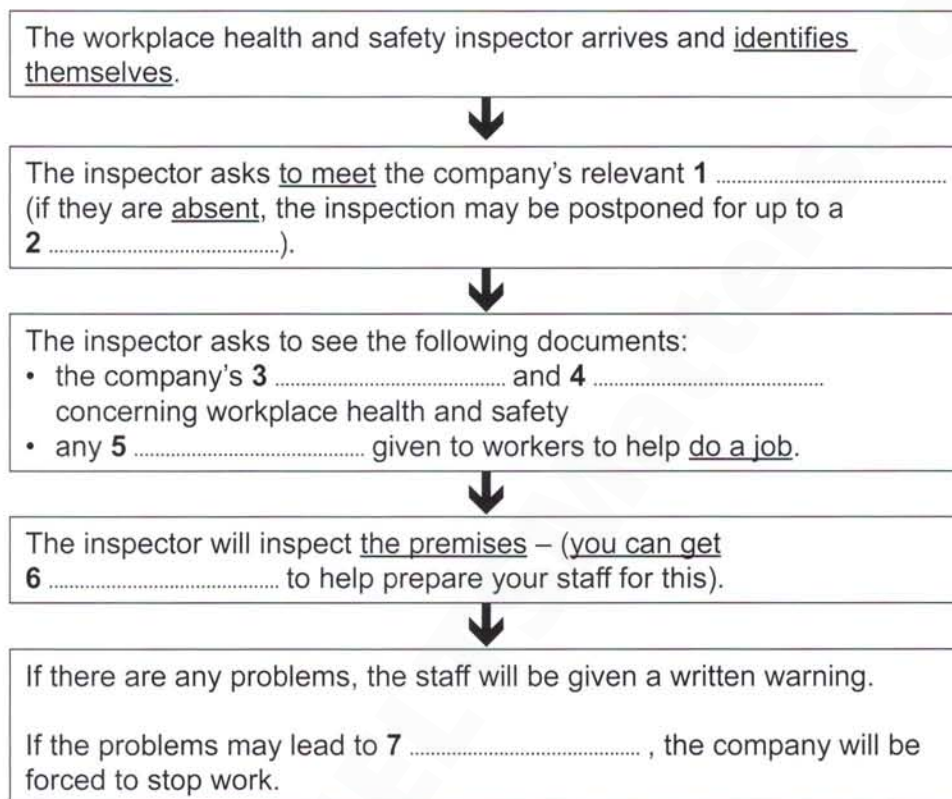 The workplace health and safety inspector arrives and identifies
themselves.
The inspector asks to meet the company's relevant 1 ..............................
(if they are absent, the inspection may be postponed for up to a
2 ..............................).
The inspector asks to see the following documents:
• the company's 3 .............................. and 4 ..............................
concerning workplace health and safety
• any 5 .............................. given to workers to help do a job.
The inspector will inspect the premises – (you can get
6 .............................. to help prepare your staff for this).
If there are any problems, the staff will be given a written warning.
If the problems may lead to 7 .............................. , the company will be
forced to stop work.